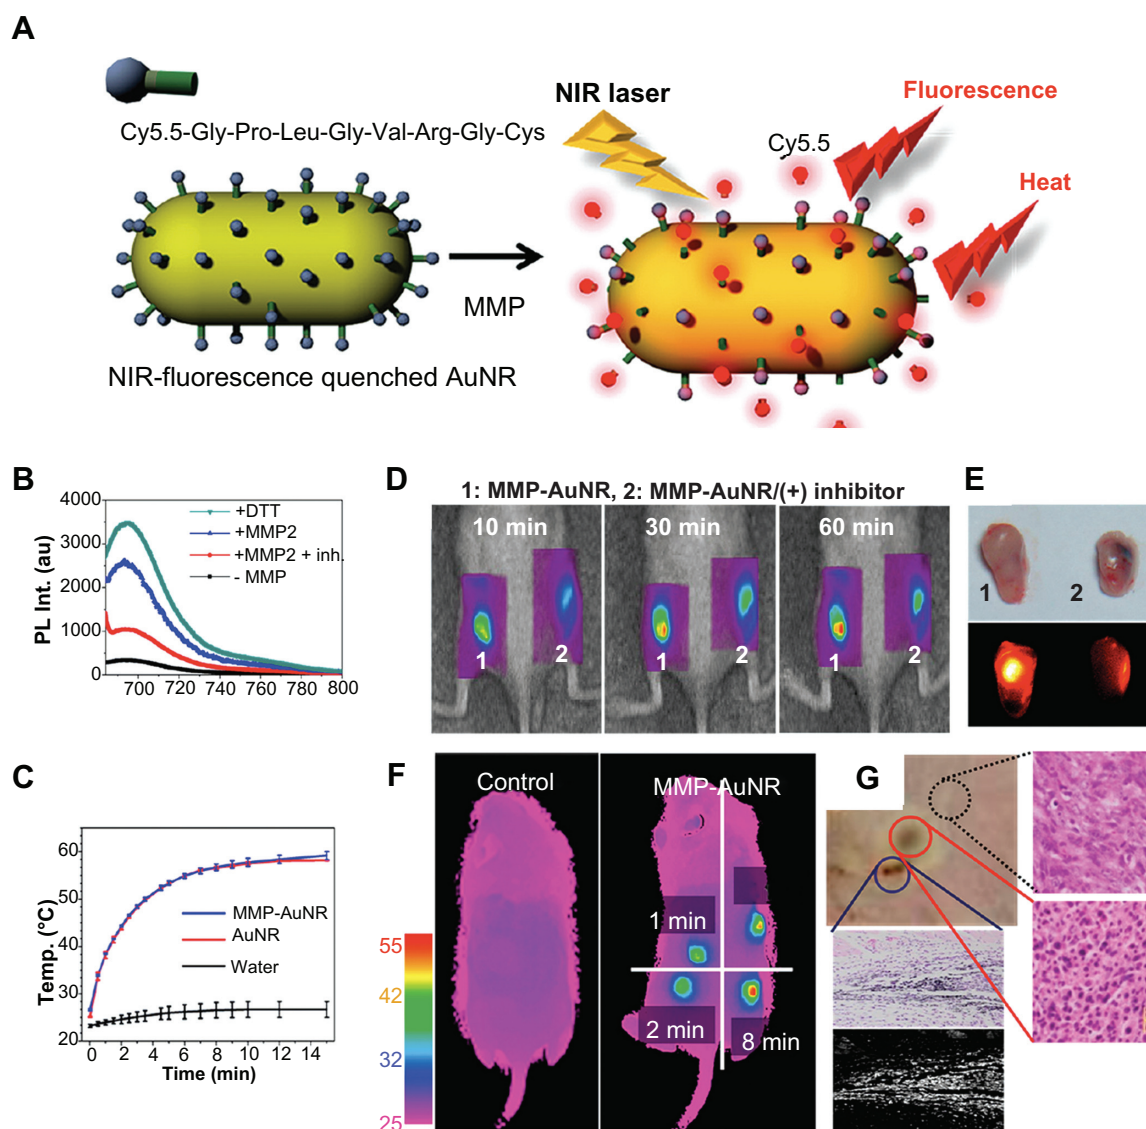 A
Cy5.5-Gly-Pro-Leu-Gly-Val-Arg-Gly-Cys
NIR laser
Fluorescence
Cy5.5
Heat
MMP
NIR-fluorescence quenched AuNR
B
4000
3000
2000
1000
0
PL Int. (au)
+DTT
+MMP2
+MMP2 + inh.
- MMP
700
720
740
760
780
800
D
1: MMP-AuNR, 2: MMP-AuNR/(+) inhibitor
10 min
30 min
60 min
1
2
1
2
1
2
E
1
2
C
60
50
40
30
20
Temp. (°C)
MMP-AuNR
AuNR
Water
0
2
4
6
8
10
12
14
Time (min)
F
Control
MMP-AuNR
1 min
2 min
8 min
55
42
32
25
G